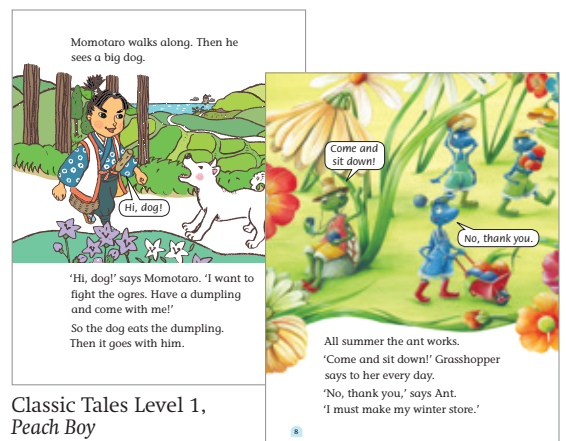 Momotaro walks along. Then he
sees a big dog.
Hi, dog!
‘Hi, dog!’ says Momotaro. ‘I want to
fight the ogres. Have a dumpling
and come with me!’
So the dog eats the dumpling.
Then it goes with him.
Classic Tales Level 1,
Peach Boy
Come and
sit down!
No, thank you.
All summer the ant works.
‘Come and sit down!’ Grasshopper
says to her every day.
‘No, thank you,’ says Ant.
‘I must make my winter store.’
8